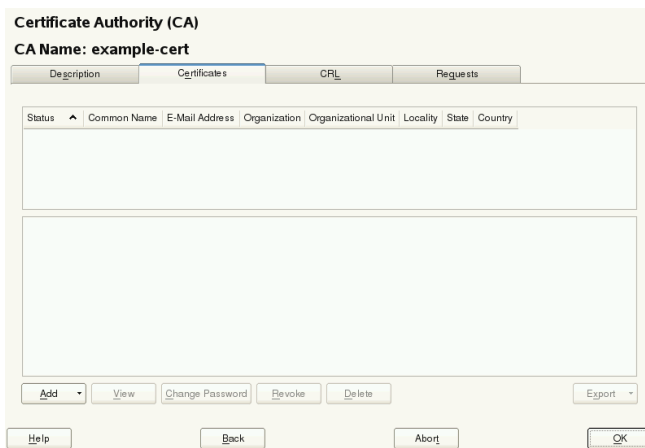 Certificate Authority (CA)
CA Name: example-cert
Description Certificates CRL Requests
Status Common Name E-Mail Address Organization Organizational Unit Locality State Country
Add View Change Password Revoke Delete Export
Help Back Abort OK